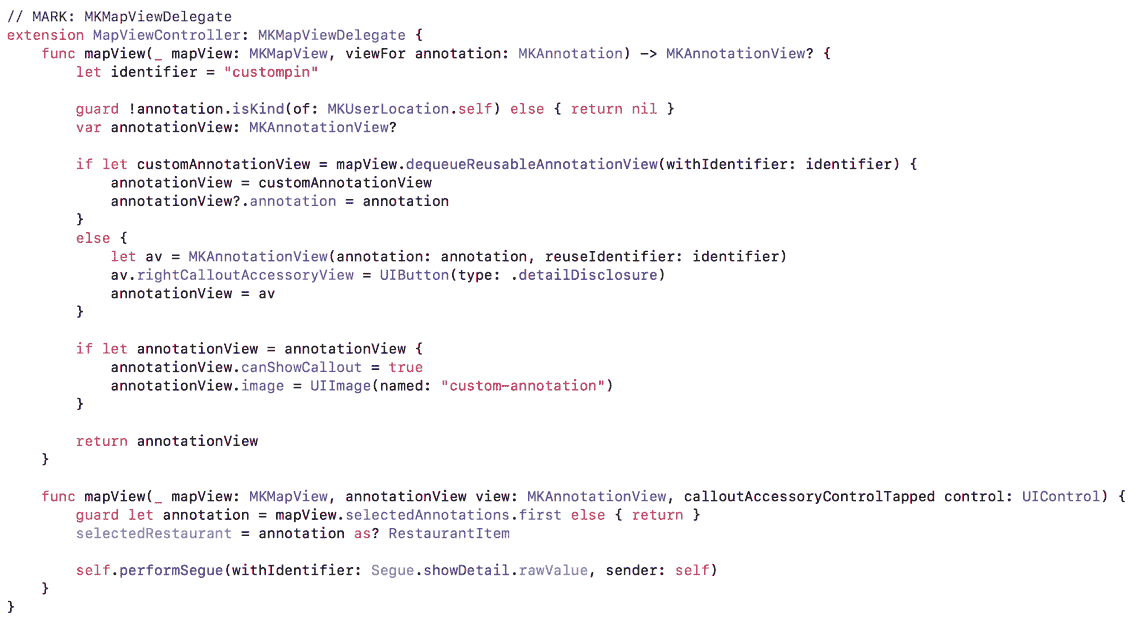 // MARK: MKMapViewDelegate
extension MapViewController: MKMapViewDelegate {
    func mapView(_ mapView: MKMapView, viewFor annotation: MKAnnotation) -> MKAnnotationView? {
        let identifier = "custompin"

        guard !annotation.isKind(of: MKUserLocation.self) else { return nil }
        var annotationView: MKAnnotationView?

        if let customAnnotationView = mapView.dequeueReusableAnnotationView(withIdentifier: identifier) {
            annotationView = customAnnotationView
            annotationView?.annotation = annotation
        }
        else {
            let av = MKAnnotationView(annotation: annotation, reuseIdentifier: identifier)
            av.rightCalloutAccessoryView = UIButton(type: .detailDisclosure)
            annotationView = av
        }

        if let annotationView = annotationView {
            annotationView.canShowCallout = true
            annotationView.image = UIImage(named: "custom-annotation")
        }

        return annotationView
    }

    func mapView(_ mapView: MKMapView, annotationView view: MKAnnotationView, calloutAccessoryControlTapped control: UIControl) {
        guard let annotation = mapView.selectedAnnotations.first else { return }
        selectedRestaurant = annotation as? RestaurantItem

        self.performSegue(withIdentifier: Segue.showDetail.rawValue, sender: self)
    }
}